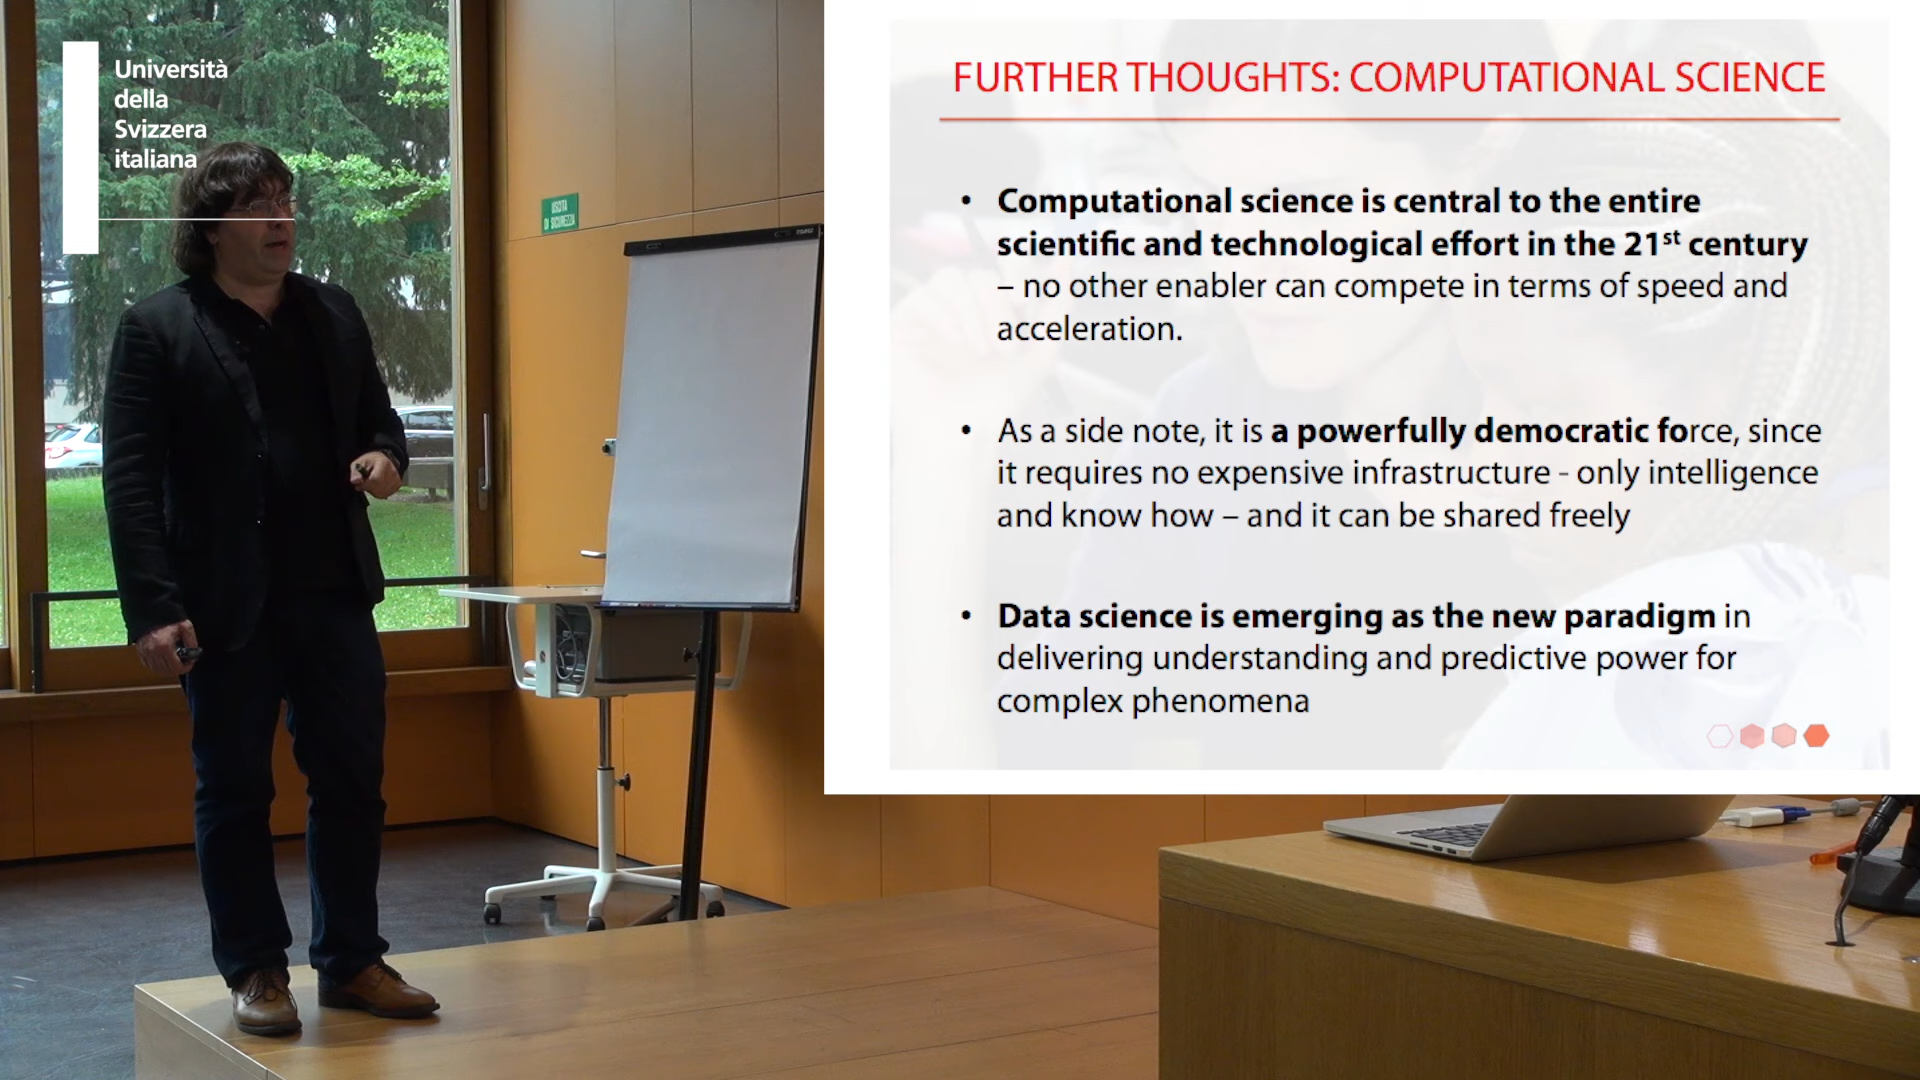 Università
della
Svizzera
italiana
USCITA
DI SICUREZZA
FURTHER THOUGHTS: COMPUTATIONAL SCIENCE
• Computational science is central to the entire
scientific and technological effort in the 21st century
– no other enabler can compete in terms of speed and
acceleration.
• As a side note, it is a powerfully democratic force, since
it requires no expensive infrastructure - only intelligence
and know how – and it can be shared freely
• Data science is emerging as the new paradigm in
delivering understanding and predictive power for
complex phenomena